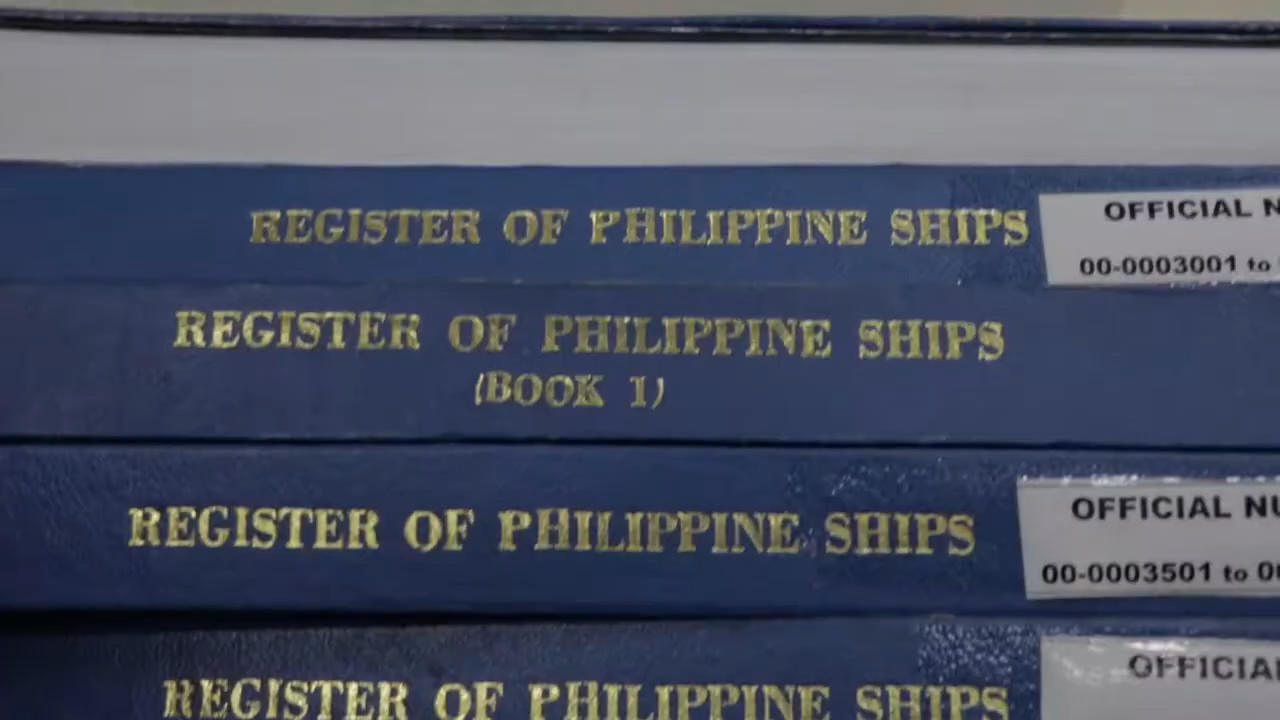 REGISTER OF PHILIPPINE SHIPS
OFFICIAL
00-0003001 to
REGISTER OF PHILIPPINE SHIPS
(BOOK 1)
REGISTER OF PHILIPPINE SHIPS
OFFICIAL
00-0003501 to
REGISTER OF PHILIPPINE SHIPS